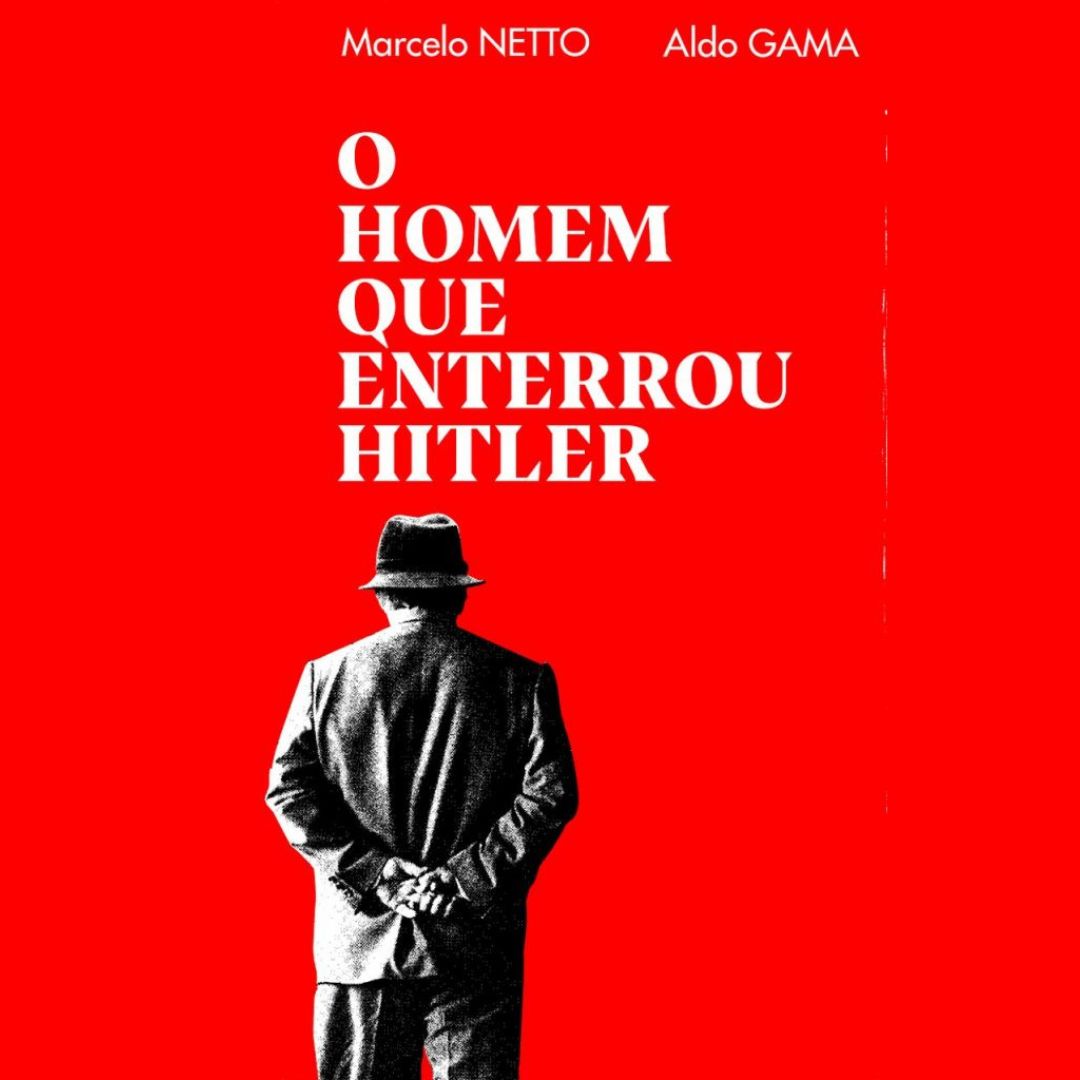 Marcelo NETTO Aldo GAMA
O
HOMEM
QUE
ENTERROU
HITLER